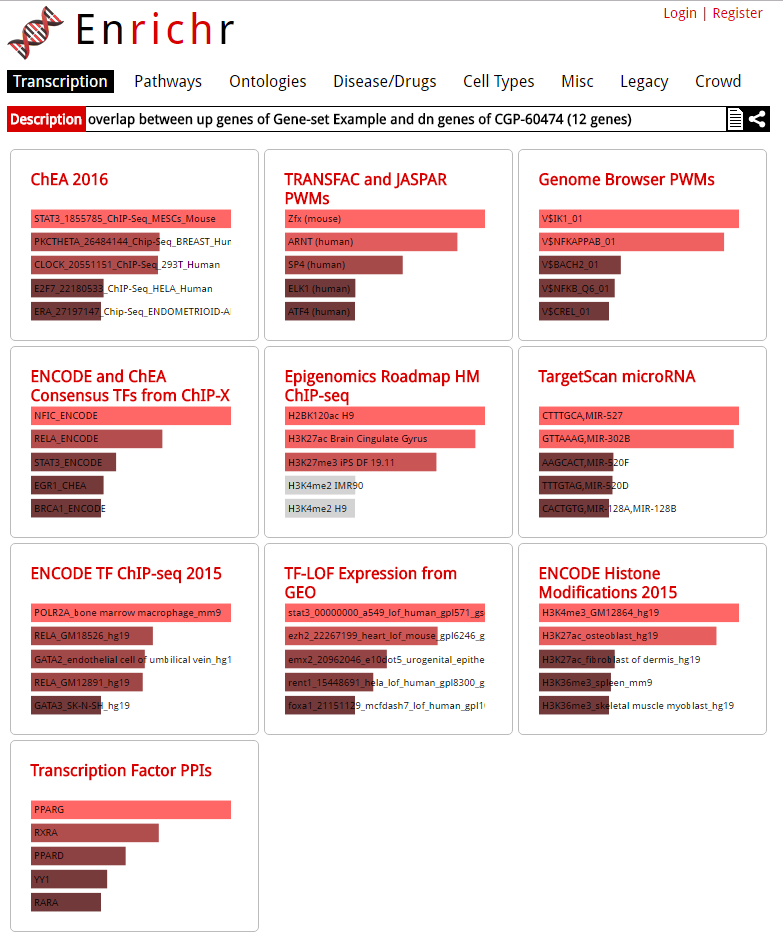 Login | Register
Enrichr
Transcription Pathways Ontologies Disease/Drugs Cell Types Misc Legacy Crowd
Description overlap between up genes of Gene-set Example and dn genes of CGP-60474 (12 genes)
ChEA 2016
STAT3_1855785_ChIP-Seq_MESCs_Mouse
PKCTHETA_26484144_Chip-Seq_BREAST_Hur
CLOCK_20551151_ChIP-Seq_293T_Human
E2F7_22180533_ChIP-Seq_HELA_Human
ERA_27197147_Chip-Seq_ENDOMETRIOID-A
TRANSFAC and JASPAR
PWMs
Zfx (mouse)
ARNT (human)
SP4 (human)
ELK1 (human)
ATF4 (human)
Genome Browser PWMs
V$IK1_01
V$NFKAPPAB_01
V$BACH2_01
V$NFKB_Q6_01
V$CREL_01
ENCODE and ChEA
Consensus TFs from ChIP-X
NFIC_ENCODE
RELA_ENCODE
STAT3_ENCODE
EGR1_CHEA
BRCA1_ENCODE
Epigenomics Roadmap HM
ChIP-seq
H2BK120ac H9
H3K27ac Brain Cingulate Gyrus
H3K27me3 iPS DF 19.11
H3K4me2 IMR90
H3K4me2 H9
TargetScan microRNA
CTTTGCA,MIR-527
GTTAAAG,MIR-302B
AAGCACT,MIR-520F
TTTGTAG,MIR-520D
CACTGTG,MIR-128A,MIR-128B
ENCODE TF ChIP-seq 2015
POLR2A_bone marrow macrophage_mm9
RELA_GM18526_hg19
GATA2_endothelial cell of umbilical vein_hg1
RELA_GM12891_hg19
GATA3_SK-N-SH_hg19
TF-LOF Expression from
GEO
stat3_00000000_a549_lof_human_gpl571_gs
ezh2_22267199_heart_lof_mouse_gpl6246_g
emx2_20962046_e10dot5_urogenital_epithe
rent1_15448691_hela_lof_human_gpl8300_g
foxa1_21151129_mcfdash7_lof_human_gpl1
ENCODE Histone
Modifications 2015
H3K4me3_GM12864_hg19
H3K27ac_osteoblast_hg19
H3K27ac_fibroblast of dermis_hg19
H3K36me3_spleen_mm9
H3K36me3_skeletal muscle myoblast_hg19
Transcription Factor PPIs
PPARG
RXRA
PPARD
YY1
RARA